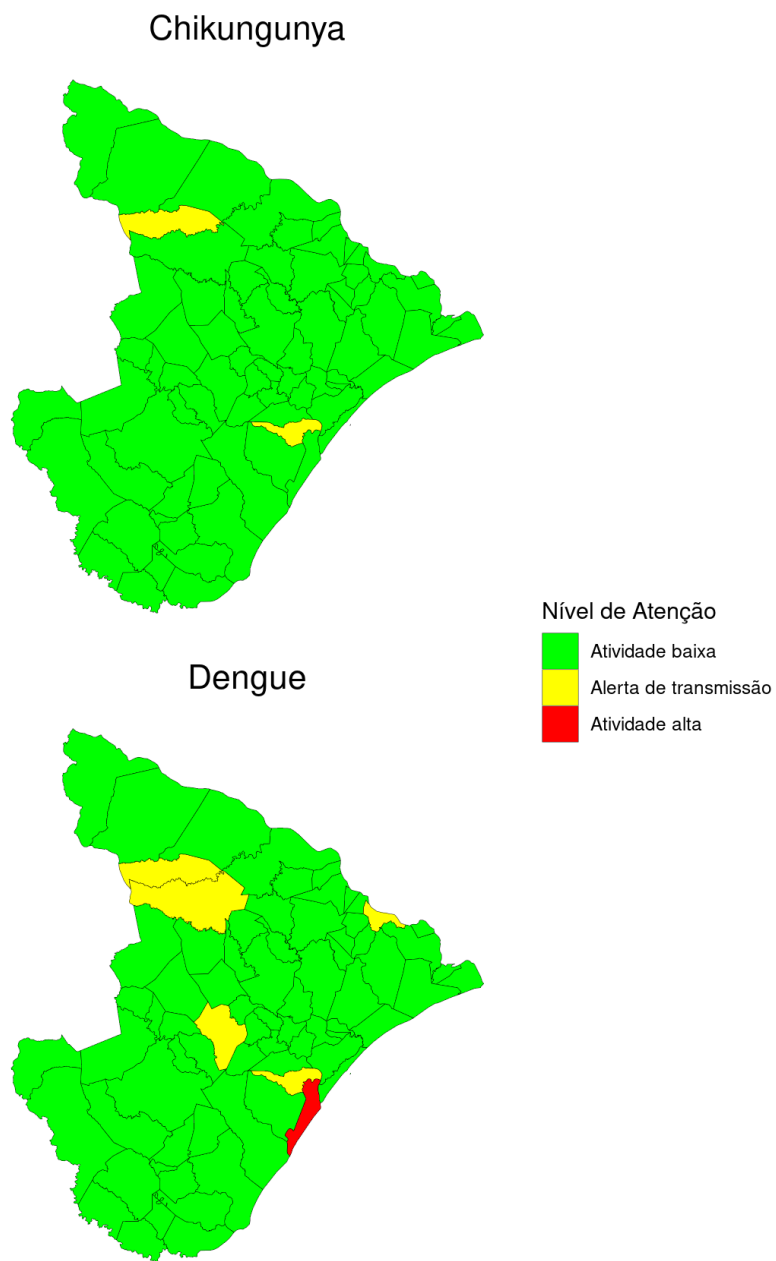 Chikungunya
Nível de Atenção
Atividade baixa
Alerta de transmissão
Atividade alta
Dengue